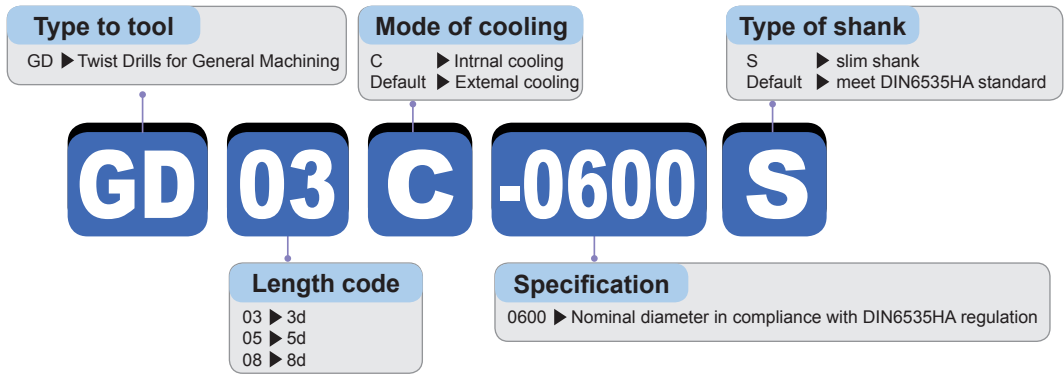 Type to tool
GD ▶ Twist Drills for General Machining
Mode of cooling
C ▶ Intrnal cooling
Default ▶ Extemal cooling
Type of shank
S ▶ slim shank
Default ▶ meet DIN6535HA standard
GD 03 C -0600 S
Length code
03 ▶ 3d
05 ▶ 5d
08 ▶ 8d
Specification
0600 ▶ Nominal diameter in compliance with DIN6535HA regulation